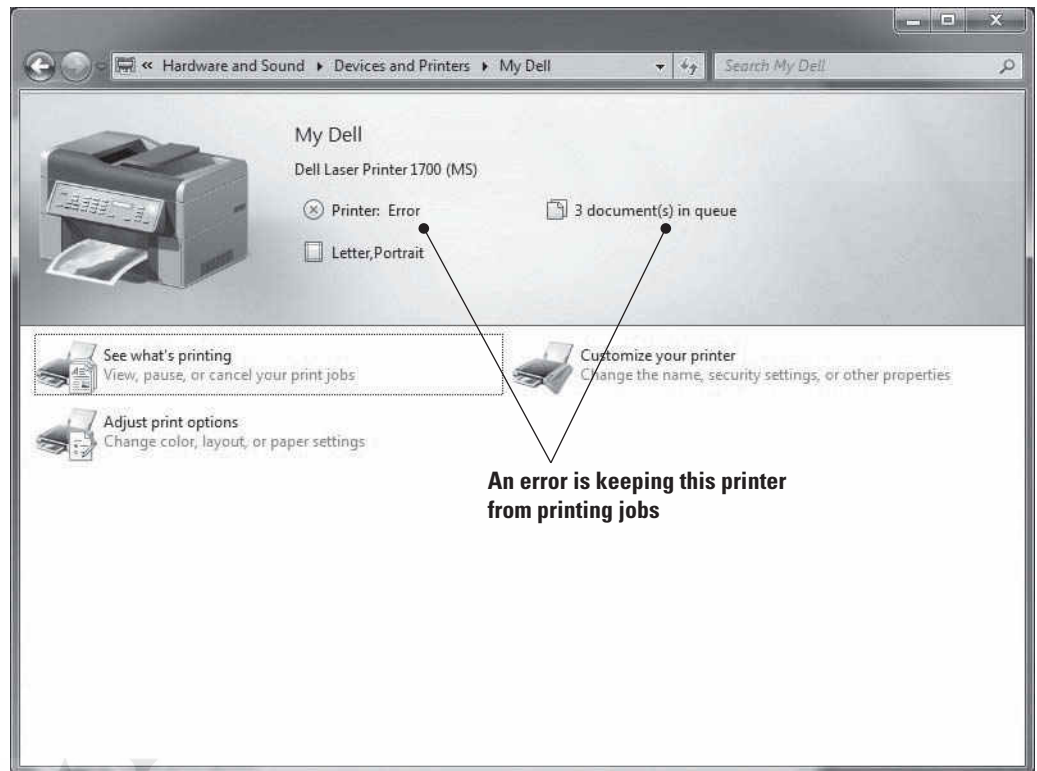 « Hardware and Sound ▸ Devices and Printers ▸ My Dell
Search My Dell
My Dell
Dell Laser Printer 1700 (MS)
Printer: Error
3 document(s) in queue
Letter,Portrait
See what's printing
View, pause, or cancel your print jobs
Customize your printer
Change the name, security settings, or other properties
Adjust print options
Change color, layout, or paper settings
An error is keeping this printer
from printing jobs